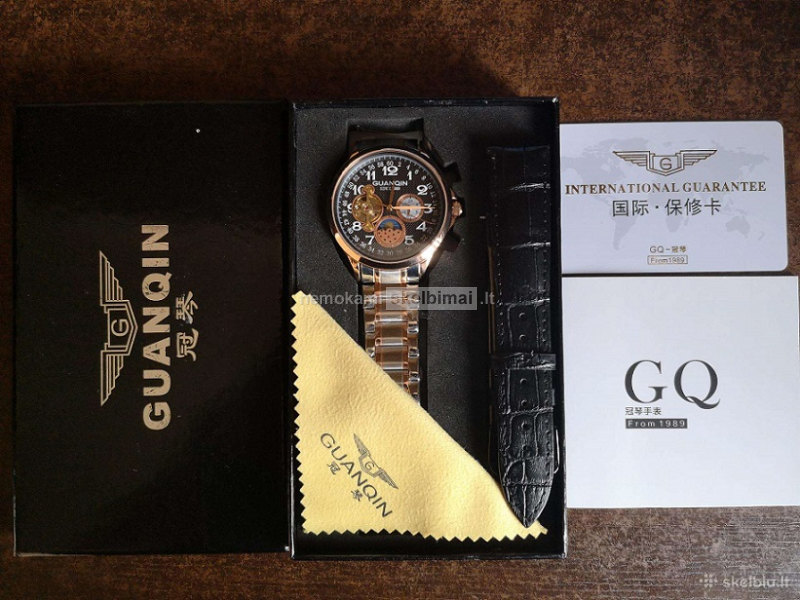 G
GUANQIN
冠琴
GUANQIN
12
nemokami-skelbimai.lt
G
GUANQIN
冠琴
G
INTERNATIONAL GUARANTEE
国际·保修卡
GQ-冠琴
From1989
GQ
冠琴手表
From 1989
skelbiu.lt